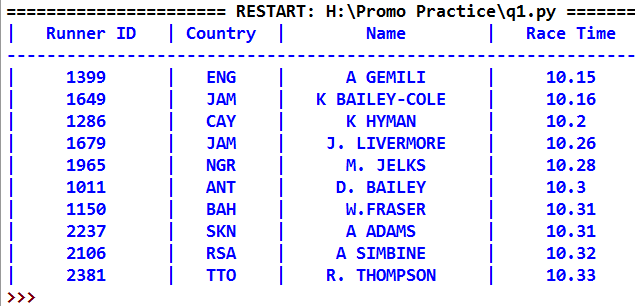 ===================== RESTART: H:\Promo Practice\q1.py =======
| Runner ID | Country | Name | Race Time
--------------------------------------------------------------
| 1399 | ENG | A GEMILI | 10.15
| 1649 | JAM | K BAILEY-COLE | 10.16
| 1286 | CAY | K HYMAN | 10.2
| 1679 | JAM | J. LIVERMORE | 10.26
| 1965 | NGR | M. JELKS | 10.28
| 1011 | ANT | D. BAILEY | 10.3
| 1150 | BAH | W.FRASER | 10.31
| 2237 | SKN | A ADAMS | 10.31
| 2106 | RSA | A SIMBINE | 10.32
| 2381 | TTO | R. THOMPSON | 10.33
>>>